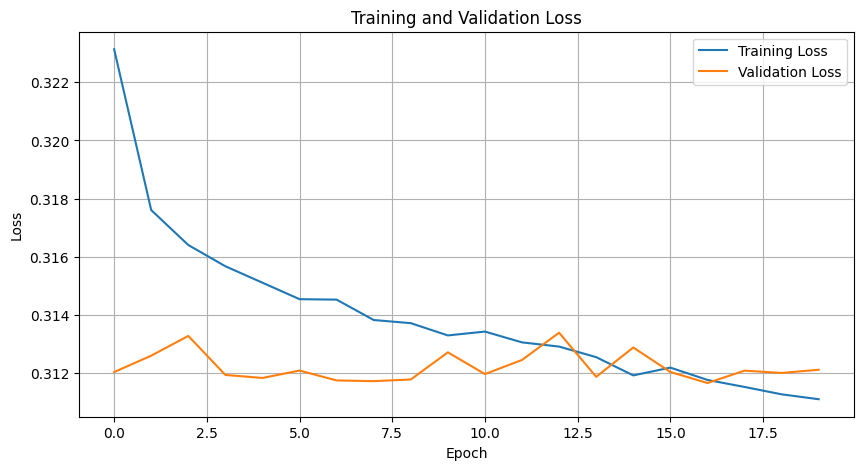 Training and Validation Loss
Training Loss
Validation Loss
0.322
0.320
0.318
0.316
0.314
0.312
Loss
0.0 2.5 5.0 7.5 10.0 12.5 15.0 17.5
Epoch